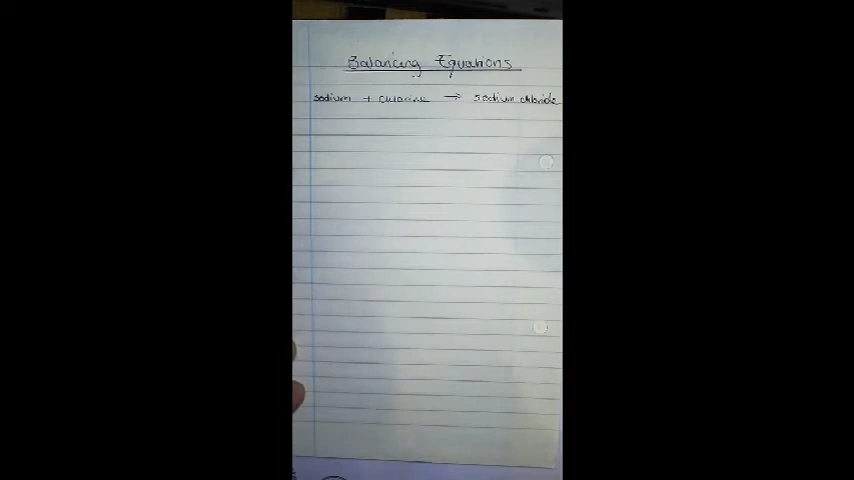 Balancing Equations
sodium + chlorine → sodium chloride